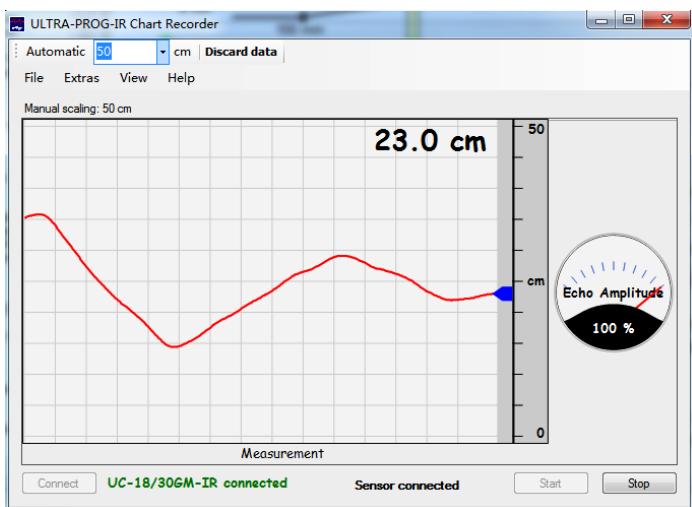 ULTRA-PROG-IR Chart Recorder
Automatic 50 cm Discard data
File Extras View Help
Manual scaling: 50 cm
23.0 cm
50
cm
0
Echo Amplitude
100 %
Measurement
Connect UC-18/30GM-IR connected Sensor connected Start Stop